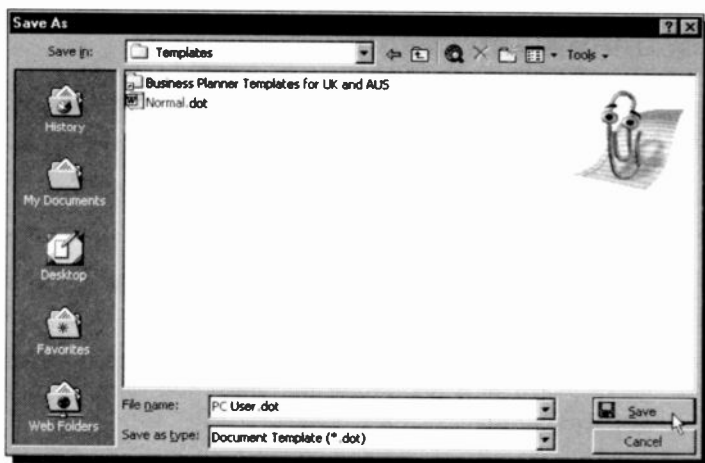 Save As
Save in: Templates Tools
Business Planner Templates for UK and AUS
Normal.dot
History
My Documents
Desktop
Favorites
Web Folders
File name: PC User.dot Save
Save as type: Document Template (*.dot) Cancel